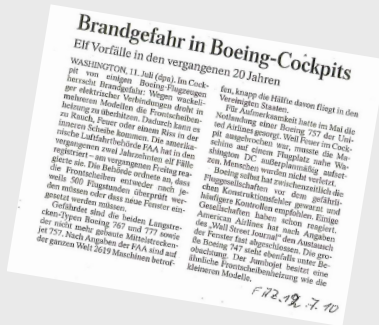 Brandgefahr in Boeing-Cockpits
Elf Vorfälle in den vergangenen 20 Jahren
WASHINGTON, 11. Juli (dpa). Im Cock-
pit von einigen Boeing-Flugzeugen
herrscht Brandgefahr: Wegen wackeli-
ger elektrischer Verbindungen droht in
mehreren Modellen die Frontscheiben-
heizung zu überhitzen. Dadurch kann es
zu Rauch, Feuer oder einem Riss in der
inneren Scheibe kommen. Die amerika-
nische Luftfahrtbehörde FAA hat in den
vergangenen zwei Jahrzehnten elf Fälle
registriert – am vergangenen Freitag rea-
gierte sie. Die Behörde ordnete an, dass
die Frontscheiben entweder nach je-
weils 500 Flugstunden überprüft wer-
den müssen oder dass neue Fenster ein-
gesetzt werden müssen.
Gefährdet sind die beiden Langstre-
cken-Typen Boeing 767 und 777 sowie
der nicht mehr gebaute Mittelstrecken-
jet 757. Nach Angaben der FAA sind auf
der ganzen Welt 2619 Maschinen betrof-
fen, knapp die Hälfte davon fliegt in den
Vereinigten Staaten.
Für Aufmerksamkeit hatte im Mai die
Notlandung einer Boeing 757 der Uni-
ted Airlines gesorgt. Weil Feuer im Cock-
pit ausgebrochen war, musste die Ma-
schine auf einem Flugplatz nahe Wa-
shington DC außerplanmäßig aufset-
zen. Menschen wurden nicht verletzt.
Boeing selbst hat zwischenzeitlich die
Fluggesellschaften vor dem gefährli-
chen Konstruktionsfehler gewarnt und
häufigere Kontrollen empfohlen. Einige
Gesellschaften haben schon reagiert.
American Airlines hat nach Angaben
des „Wall Street Journal“ den Austausch
der Fenster fast abgeschlossen. Die gro-
ße Boeing 747 steht ebenfalls unter Be-
obachtung. Der Jumbojet besitzt eine
ähnliche Frontscheibenheizung wie die
kleineren Modelle.
FAZ 12.7.10